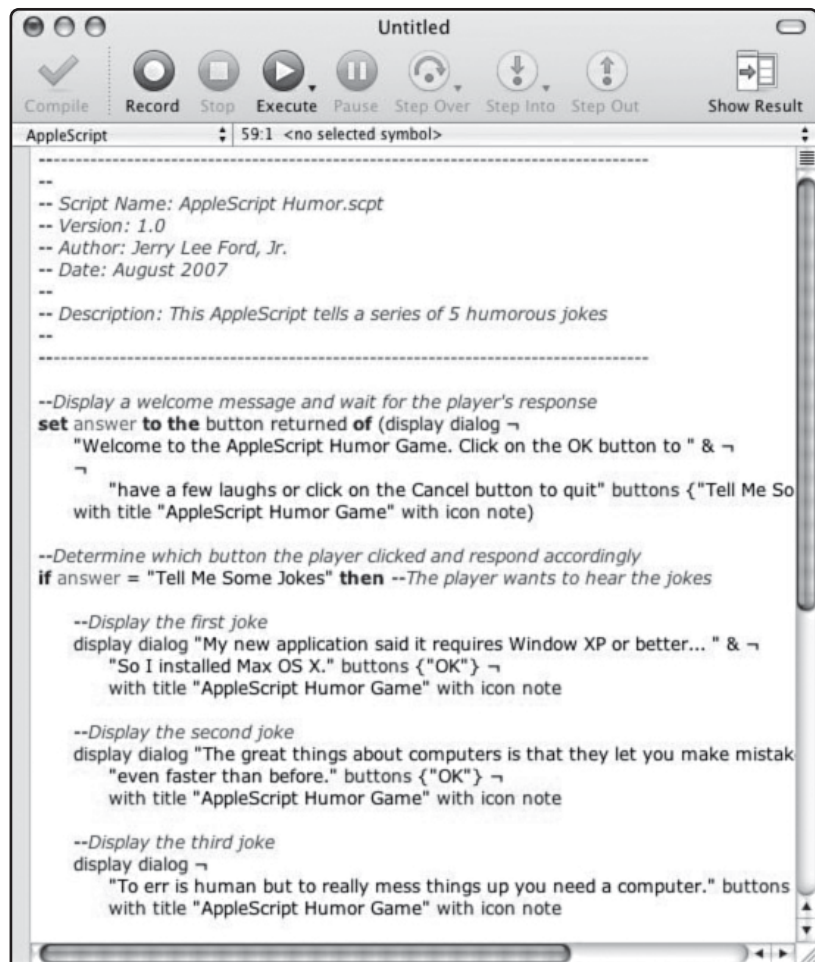 Untitled
Compile Record Stop Execute Pause Step Over Step Into Step Out Show Result
AppleScript 59:1 <no selected symbol>
--------------------------------------------------------------------------------
--
-- Script Name: AppleScript Humor.scpt
-- Version: 1.0
-- Author: Jerry Lee Ford, Jr.
-- Date: August 2007
--
-- Description: This AppleScript tells a series of 5 humorous jokes
--
--------------------------------------------------------------------------------
--Display a welcome message and wait for the player's response
set answer to the button returned of (display dialog ¬
"Welcome to the AppleScript Humor Game. Click on the OK button to " & ¬
¬
"have a few laughs or click on the Cancel button to quit" buttons {"Tell Me So
with title "AppleScript Humor Game" with icon note)
--Determine which button the player clicked and respond accordingly
if answer = "Tell Me Some Jokes" then --The player wants to hear the jokes
--Display the first joke
display dialog "My new application said it requires Window XP or better... " & ¬
"So I installed Max OS X." buttons {"OK"} ¬
with title "AppleScript Humor Game" with icon note
--Display the second joke
display dialog "The great things about computers is that they let you make mistak
"even faster than before." buttons {"OK"} ¬
with title "AppleScript Humor Game" with icon note
--Display the third joke
display dialog ¬
"To err is human but to really mess things up you need a computer." buttons
with title "AppleScript Humor Game" with icon note